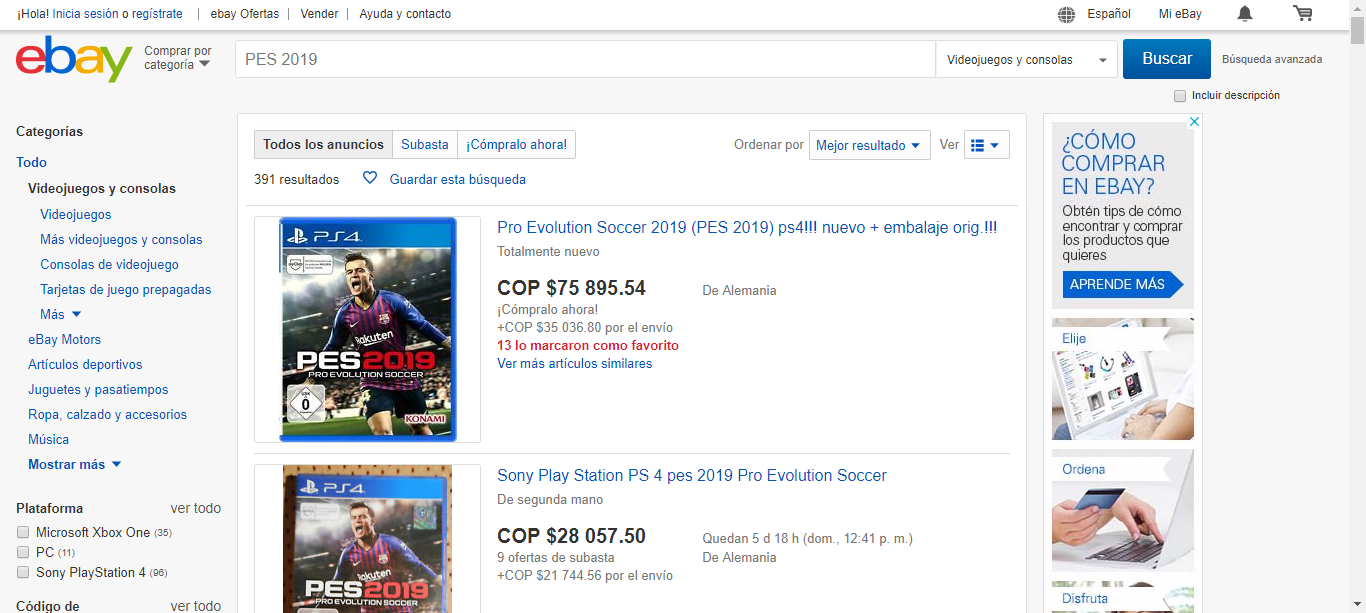 ¡Hola! Inicia sesión o regístrate | ebay Ofertas | Vender | Ayuda y contacto
Español Mi eBay
ebay
Comprar por
categoría
PES 2019
Videojuegos y consolas
Buscar
Búsqueda avanzada
Incluir descripción
Categorías
Todo
Videojuegos y consolas
Videojuegos
Más videojuegos y consolas
Consolas de videojuego
Tarjetas de juego prepagadas
Más
eBay Motors
Artículos deportivos
Juguetes y pasatiempos
Ropa, calzado y accesorios
Música
Mostrar más
Plataforma ver todo
Microsoft Xbox One (35)
PC (11)
Sony PlayStation 4 (96)
Código de ver todo
Todos los anuncios Subasta ¡Cómpralo ahora!
Ordenar por Mejor resultado Ver
391 resultados Guardar esta búsqueda
PS4
Rakuten
PES2019
PRO EVOLUTION SOCCER
USK
0
KONAMI
Pro Evolution Soccer 2019 (PES 2019) ps4!!! nuevo + embalaje orig.!!!
Totalmente nuevo
COP $75 895.54 De Alemania
¡Cómpralo ahora!
+COP $35 036.80 por el envío
13 lo marcaron como favorito
Ver más artículos similares
PS4
Rakuten
PES2019
PRO EVOLUTION SOCCER
Sony Play Station PS 4 pes 2019 Pro Evolution Soccer
De segunda mano
COP $28 057.50 Quedan 5 d 18 h (dom., 12:41 p. m.)
9 ofertas de subasta De Alemania
+COP $21 744.56 por el envío
¿CÓMO
COMPRAR
EN EBAY?
Obtén tips de cómo
encontrar y comprar
los productos que
quieres
APRENDE MÁS
Elije
Ordena
Disfruta